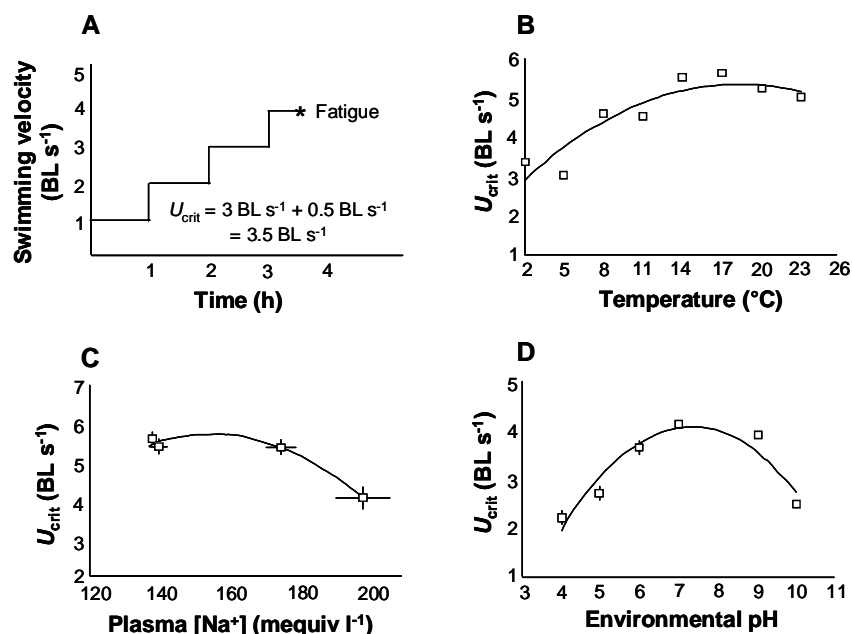 A
Swimming velocity
(BL s-1)
5
4
3
2
1
* Fatigue
Ucrit = 3 BL s-1 + 0.5 BL s-1
= 3.5 BL s-1
1 2 3 4
Time (h)
B
Ucrit (BL s-1)
6
5
4
3
2
1
2 5 8 11 14 17 20 23 26
Temperature (°C)
C
Ucrit (BL s-1)
7
6
5
4
3
2
120 140 160 180 200
Plasma [Na+] (mequiv l-1)
D
Ucrit (BL s-1)
5
4
3
2
1
3 4 5 6 7 8 9 10 11
Environmental pH